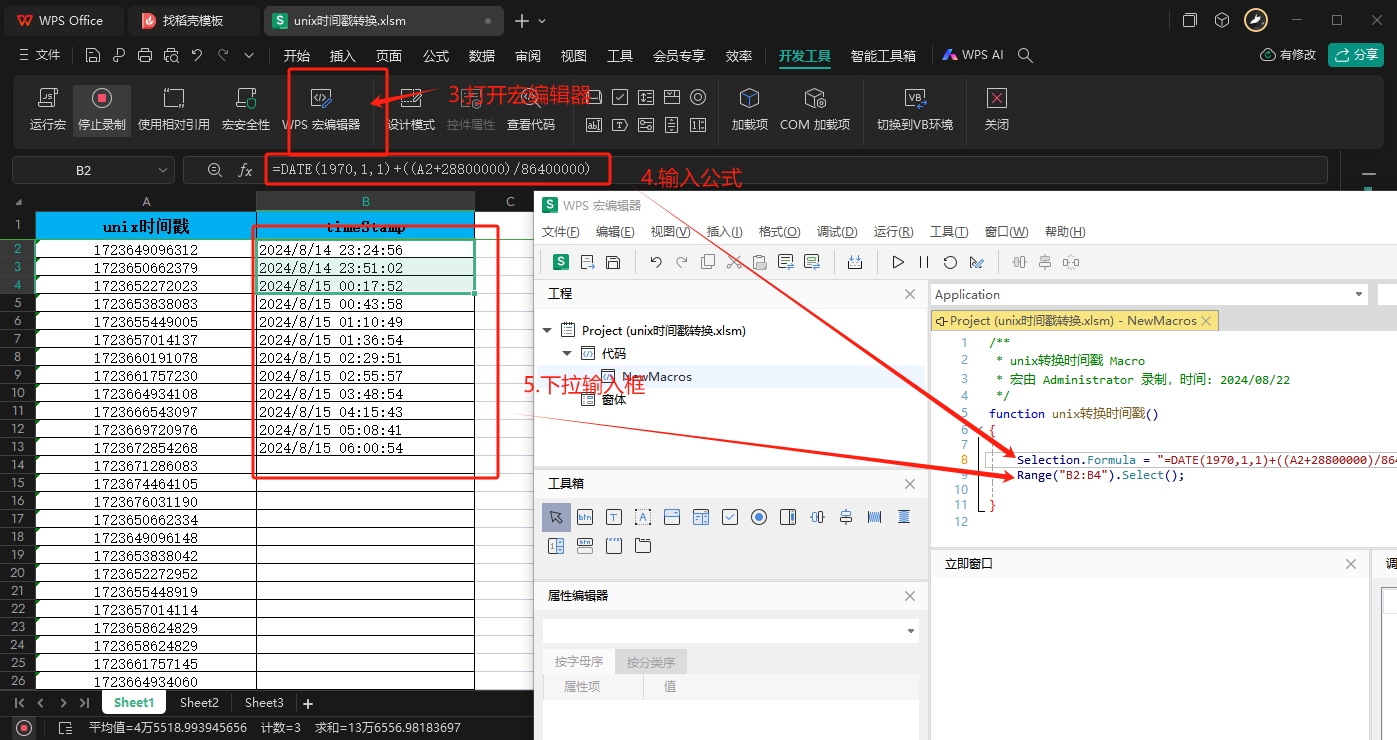 WPS Office
找稻壳模板
unix时间戳转换.xlsm
文件
开始 插入 页面 公式 数据 审阅 视图 工具 会员专享 效率 开发工具 智能工具箱 WPS AI
有修改
分享
运行宏 停止录制 使用相对引用 宏安全性 WPS 宏编辑器 设计模式 控件属性 查看代码 加载项 COM 加载项 切换到VB环境 关闭
3.打开宏编辑器
B2
fx =DATE(1970,1,1)+((A2+28800000)/86400000)
4.输入公式
A B C
1 unix时间戳 timeStamp
2 1723649096312 2024/8/14 23:24:56
3 1723650662379 2024/8/14 23:51:02
4 1723652272023 2024/8/15 00:17:52
5 1723653838083 2024/8/15 00:43:58
6 1723655449005 2024/8/15 01:10:49
7 1723657014137 2024/8/15 01:36:54
8 1723660191078 2024/8/15 02:29:51
9 1723661757230 2024/8/15 02:55:57
10 1723664934108 2024/8/15 03:48:54
11 1723666543097 2024/8/15 04:15:43
12 1723669720976 2024/8/15 05:08:41
13 1723672854268 2024/8/15 06:00:54
14 1723671286083
15 1723674464105
16 1723676031190
17 1723650662334
18 1723649096148
19 1723653838042
20 1723652272952
21 1723655448919
22 1723657014114
23 1723658624829
24 1723658624829
25 1723661757145
26 1723664934060
5.下拉输入框
Sheet1 Sheet2 Sheet3
平均值=4万5518.993945656 计数=3 求和=13万6556.98183697
WPS 宏编辑器
文件(F) 编辑(E) 视图(V) 插入(I) 格式(O) 调试(D) 运行(R) 工具(T) 窗口(W) 帮助(H)
工程
Project (unix时间戳转换.xlsm)
代码
NewMacros
窗体
工具箱
属性编辑器
按字母序 按分类序
属性项 值
Application
Project (unix时间戳转换.xlsm) - NewMacros
1 /**
2 * unix转换时间戳 Macro
3 * 宏由 Administrator 录制，时间: 2024/08/22
4 */
5 function unix转换时间戳()
6 {
7
8 Selection.Formula = "=DATE(1970,1,1)+((A2+28800000)/864
9 Range("B2:B4").Select();
10
11 }
12
立即窗口
调